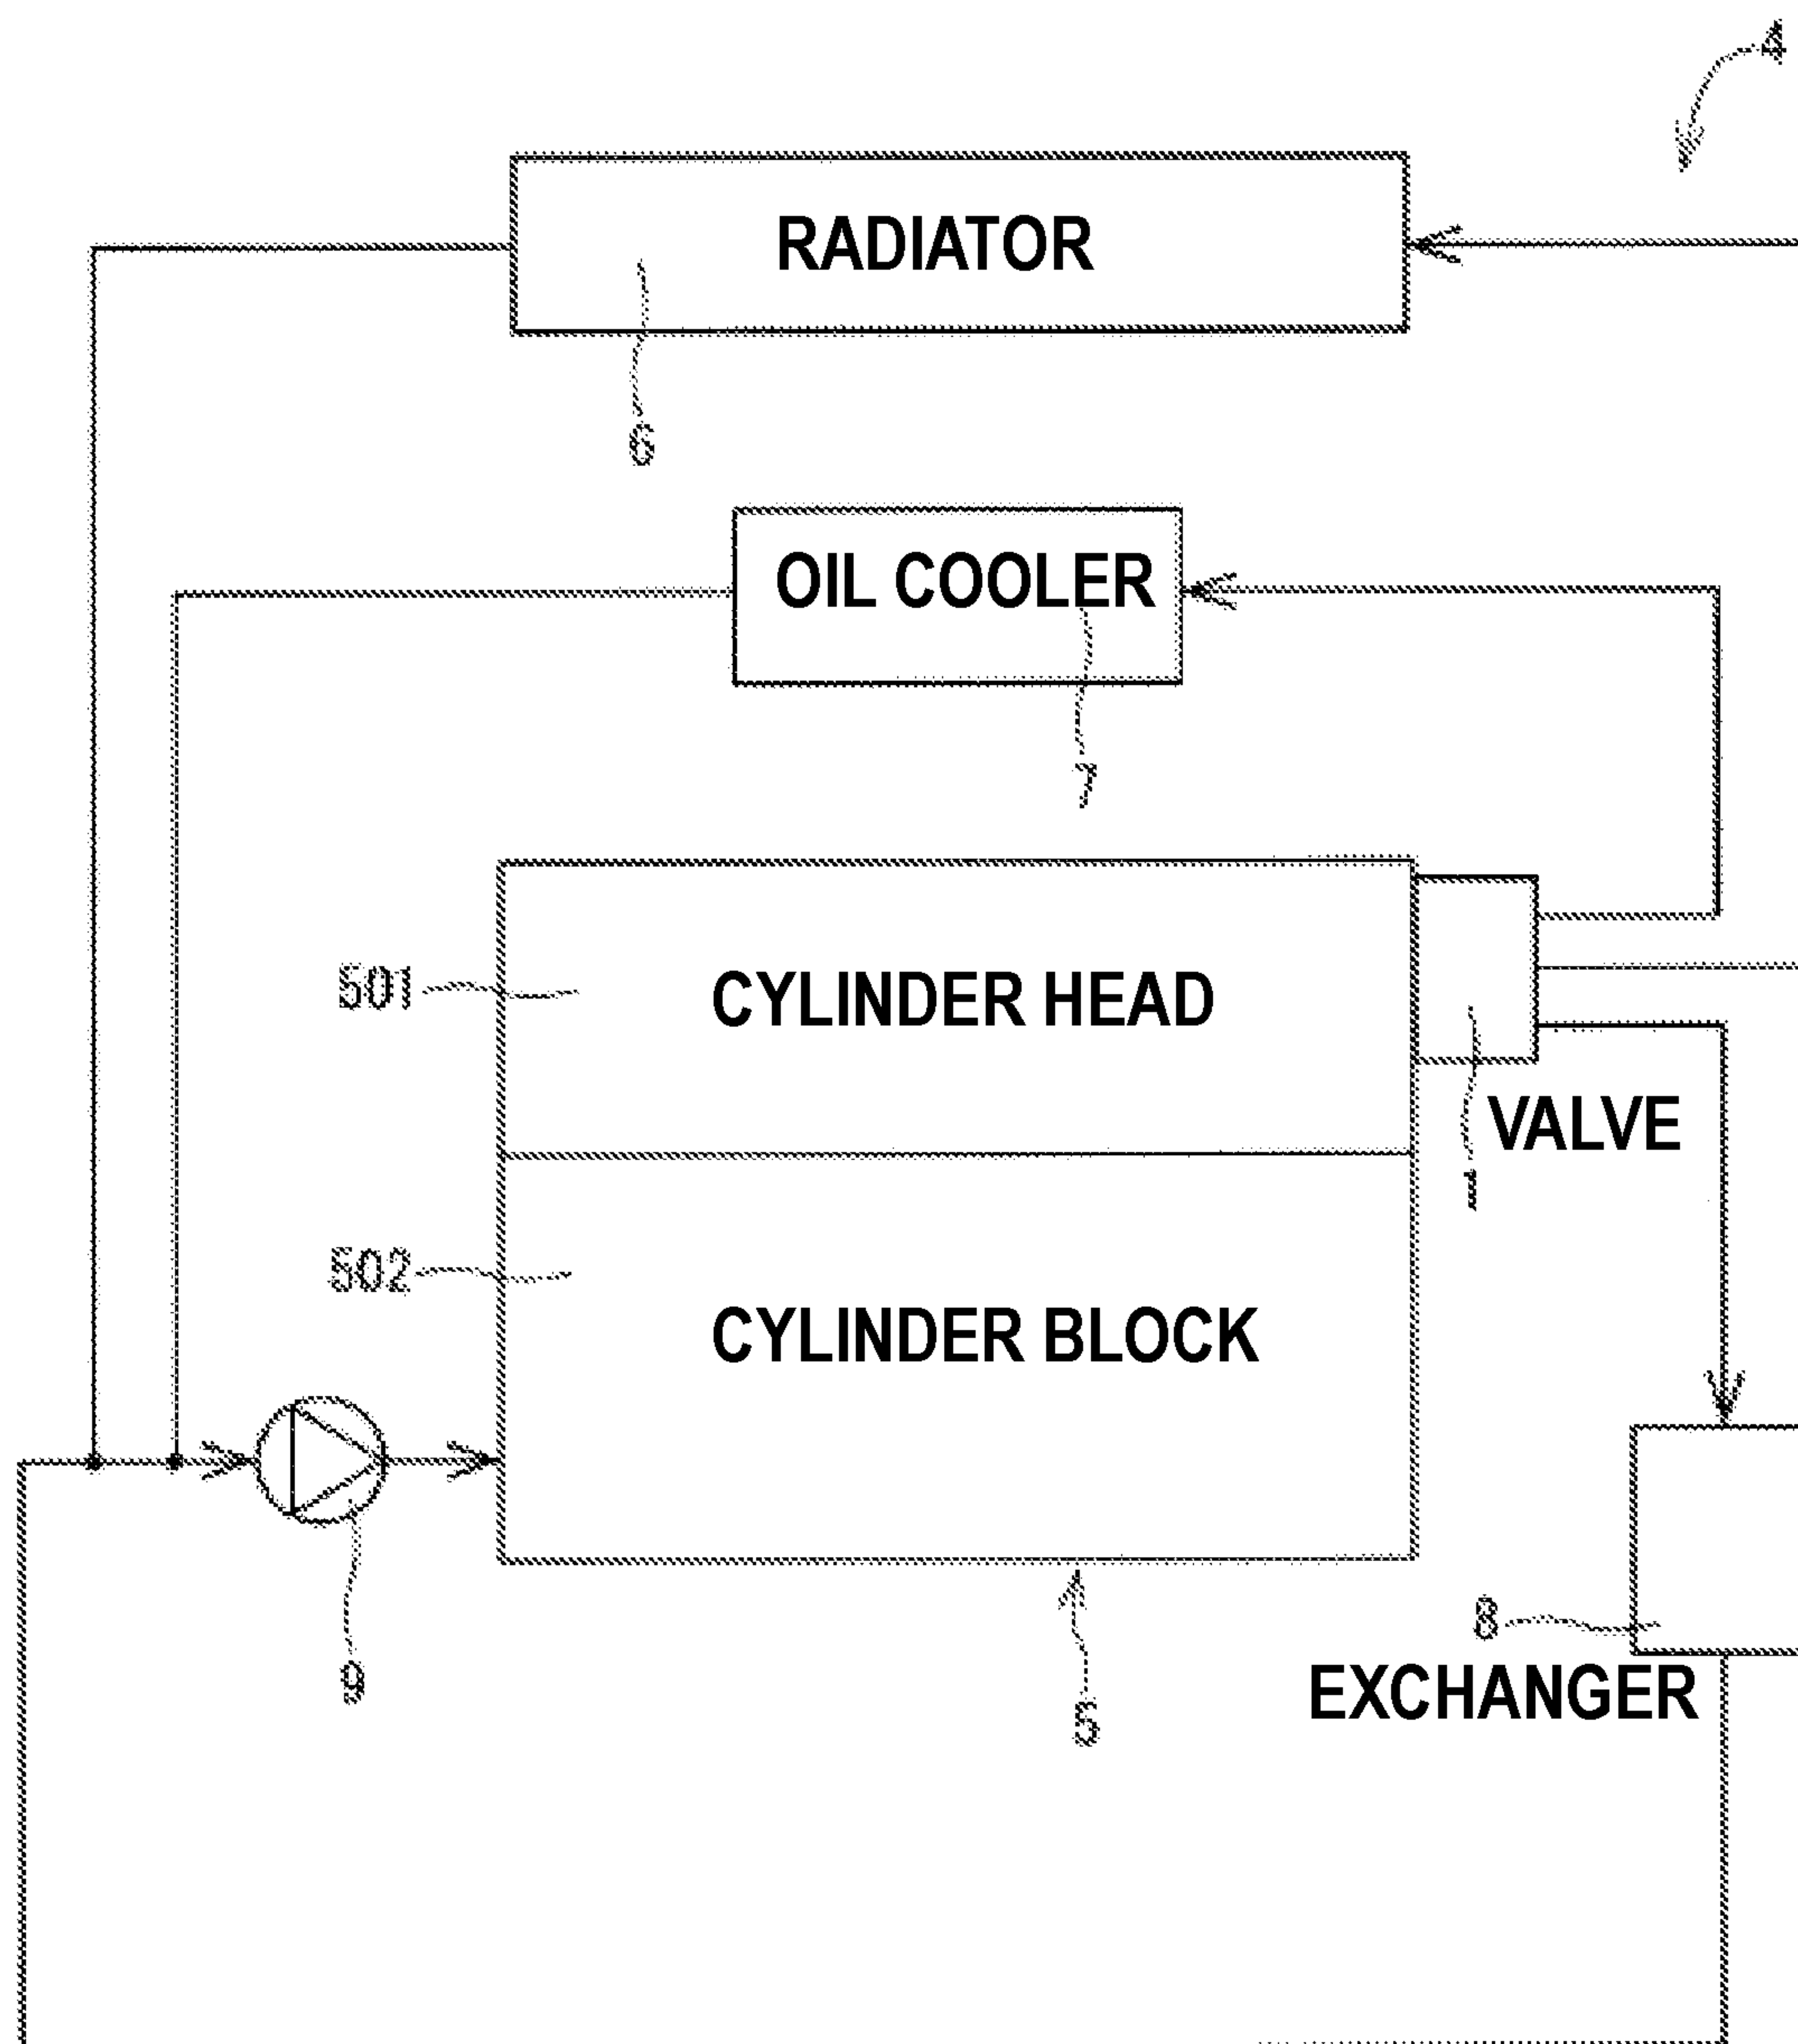 4
RADIATOR
6
OIL COOLER
7
501
CYLINDER HEAD
VALVE
1
502
CYLINDER BLOCK
9
8
EXCHANGER
5